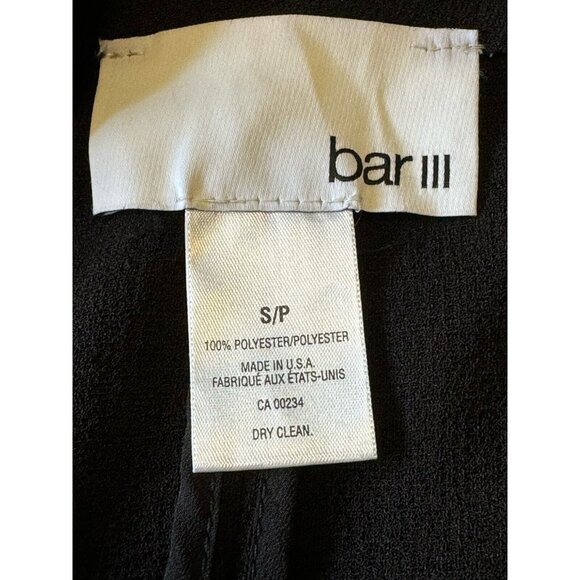 bar III
S/P
100% POLYESTER/POLYESTER
MADE IN U.S.A.
FABRIQUÉ AUX ÉTATS-UNIS
CA 00234
DRY CLEAN.